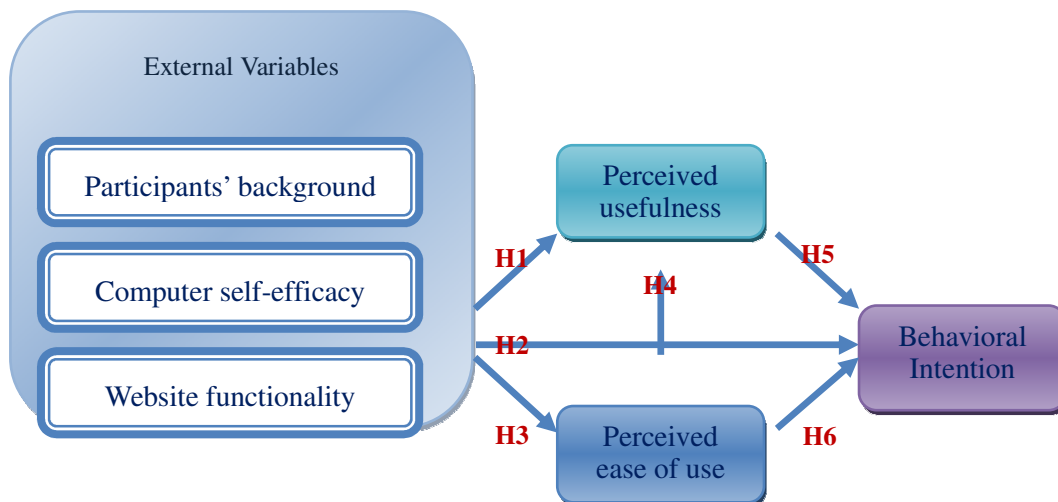 External Variables
Participants’ background
Computer self-efficacy
Website functionality
H1
H2
H3
Perceived
usefulness
H4
Perceived
ease of use
H5
H6
Behavioral
Intention